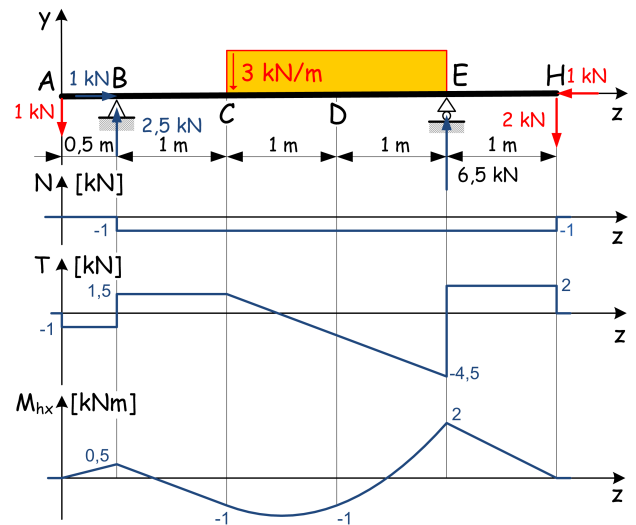 y
A 1 kN B 3 kN/m E H 1 kN
z
1 kN 2,5 kN C D 2 kN
0,5 m 1 m 1 m 1 m 1 m
6,5 kN
N [kN]
-1 -1
z
T [kN]
1,5 2
-1
z
-4,5
Mhx [kNm]
0,5 2
z
-1 -1